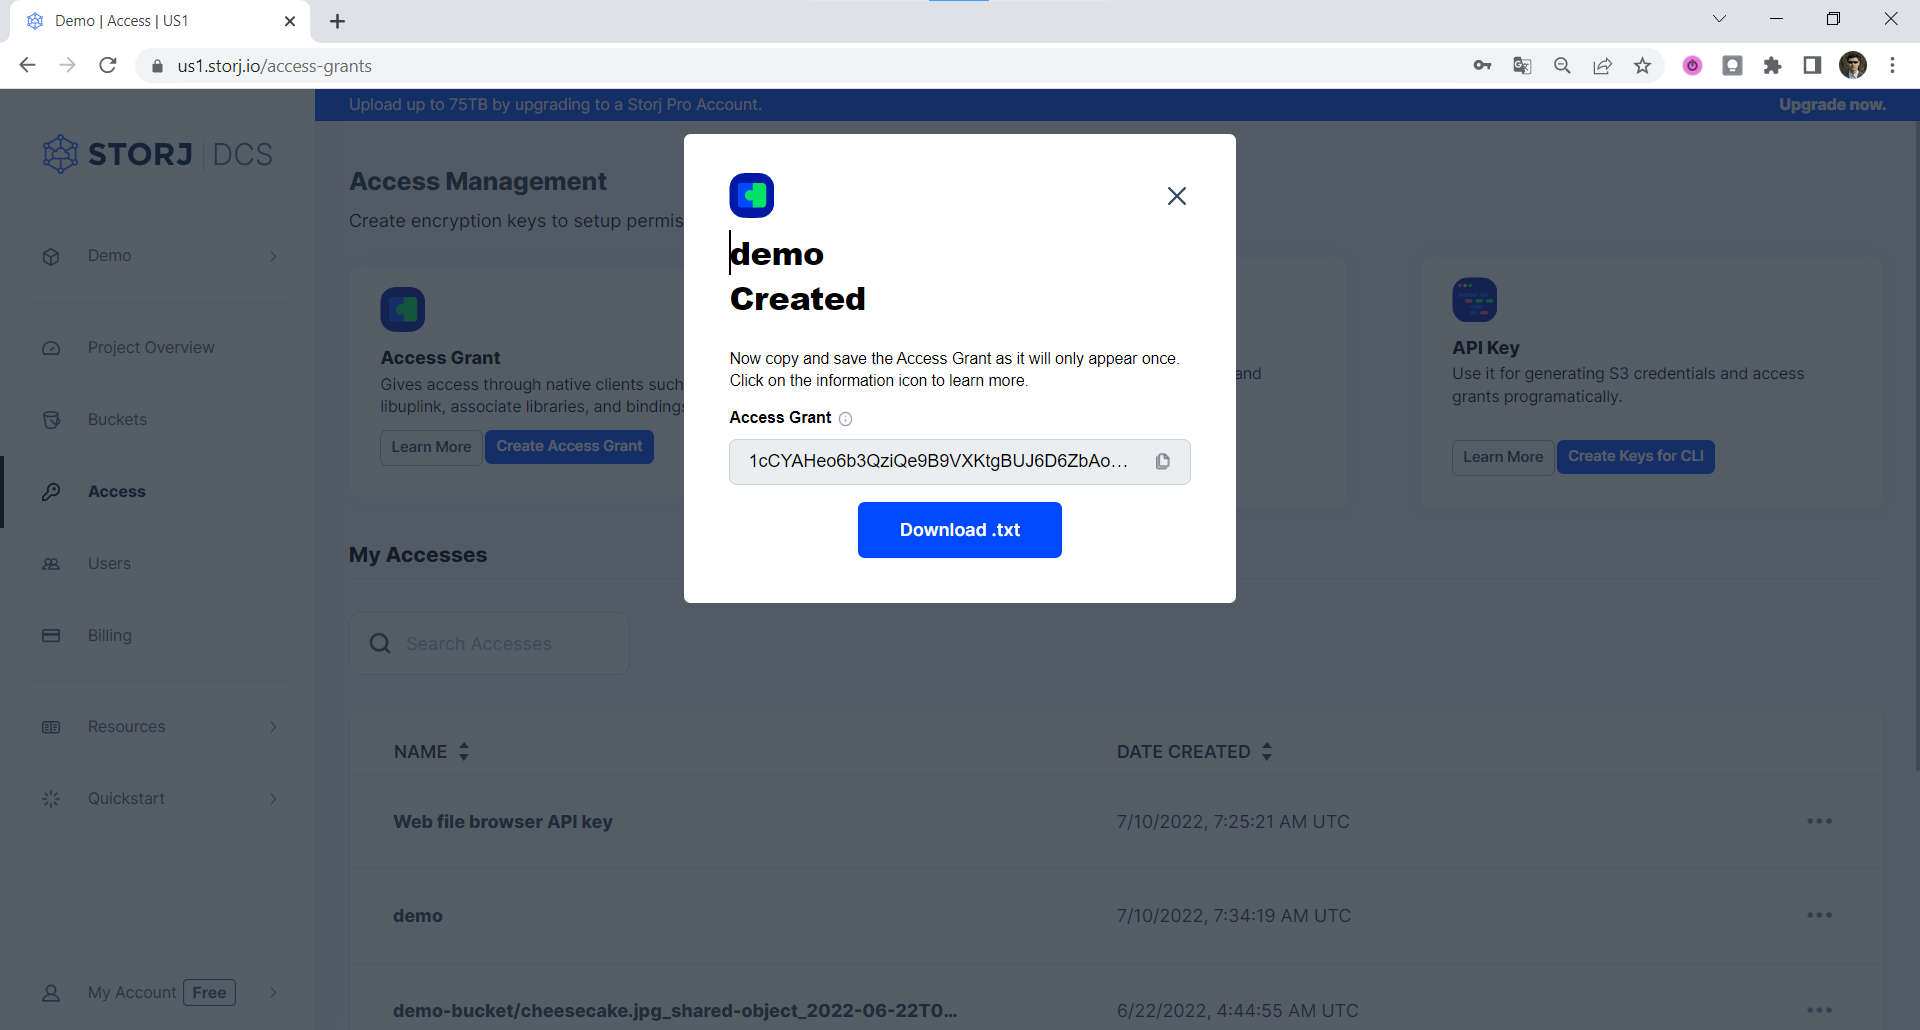 Demo | Access | US1
us1.storj.io/access-grants
Upload up to 75TB by upgrading to a Storj Pro Account.
Upgrade now.
STORJ DCS
Demo
Project Overview
Buckets
Access
Users
Billing
Resources
Quickstart
My Account Free
Access Management
Create encryption keys to setup permis
Access Grant
Gives access through native clients such
libuplink, associate libraries, and bindings
Learn More
Create Access Grant
and
API Key
Use it for generating S3 credentials and access
grants programatically.
Learn More
Create Keys for CLI
demo
Created
Now copy and save the Access Grant as it will only appear once.
Click on the information icon to learn more.
Access Grant
1cCYAHeo6b3QziQe9B9VXKtgBUJ6D6ZbAo...
Download .txt
My Accesses
Search Accesses
NAME
DATE CREATED
Web file browser API key
7/10/2022, 7:25:21 AM UTC
demo
7/10/2022, 7:34:19 AM UTC
demo-bucket/cheesecake.jpg_shared-object_2022-06-22T0...
6/22/2022, 4:44:55 AM UTC